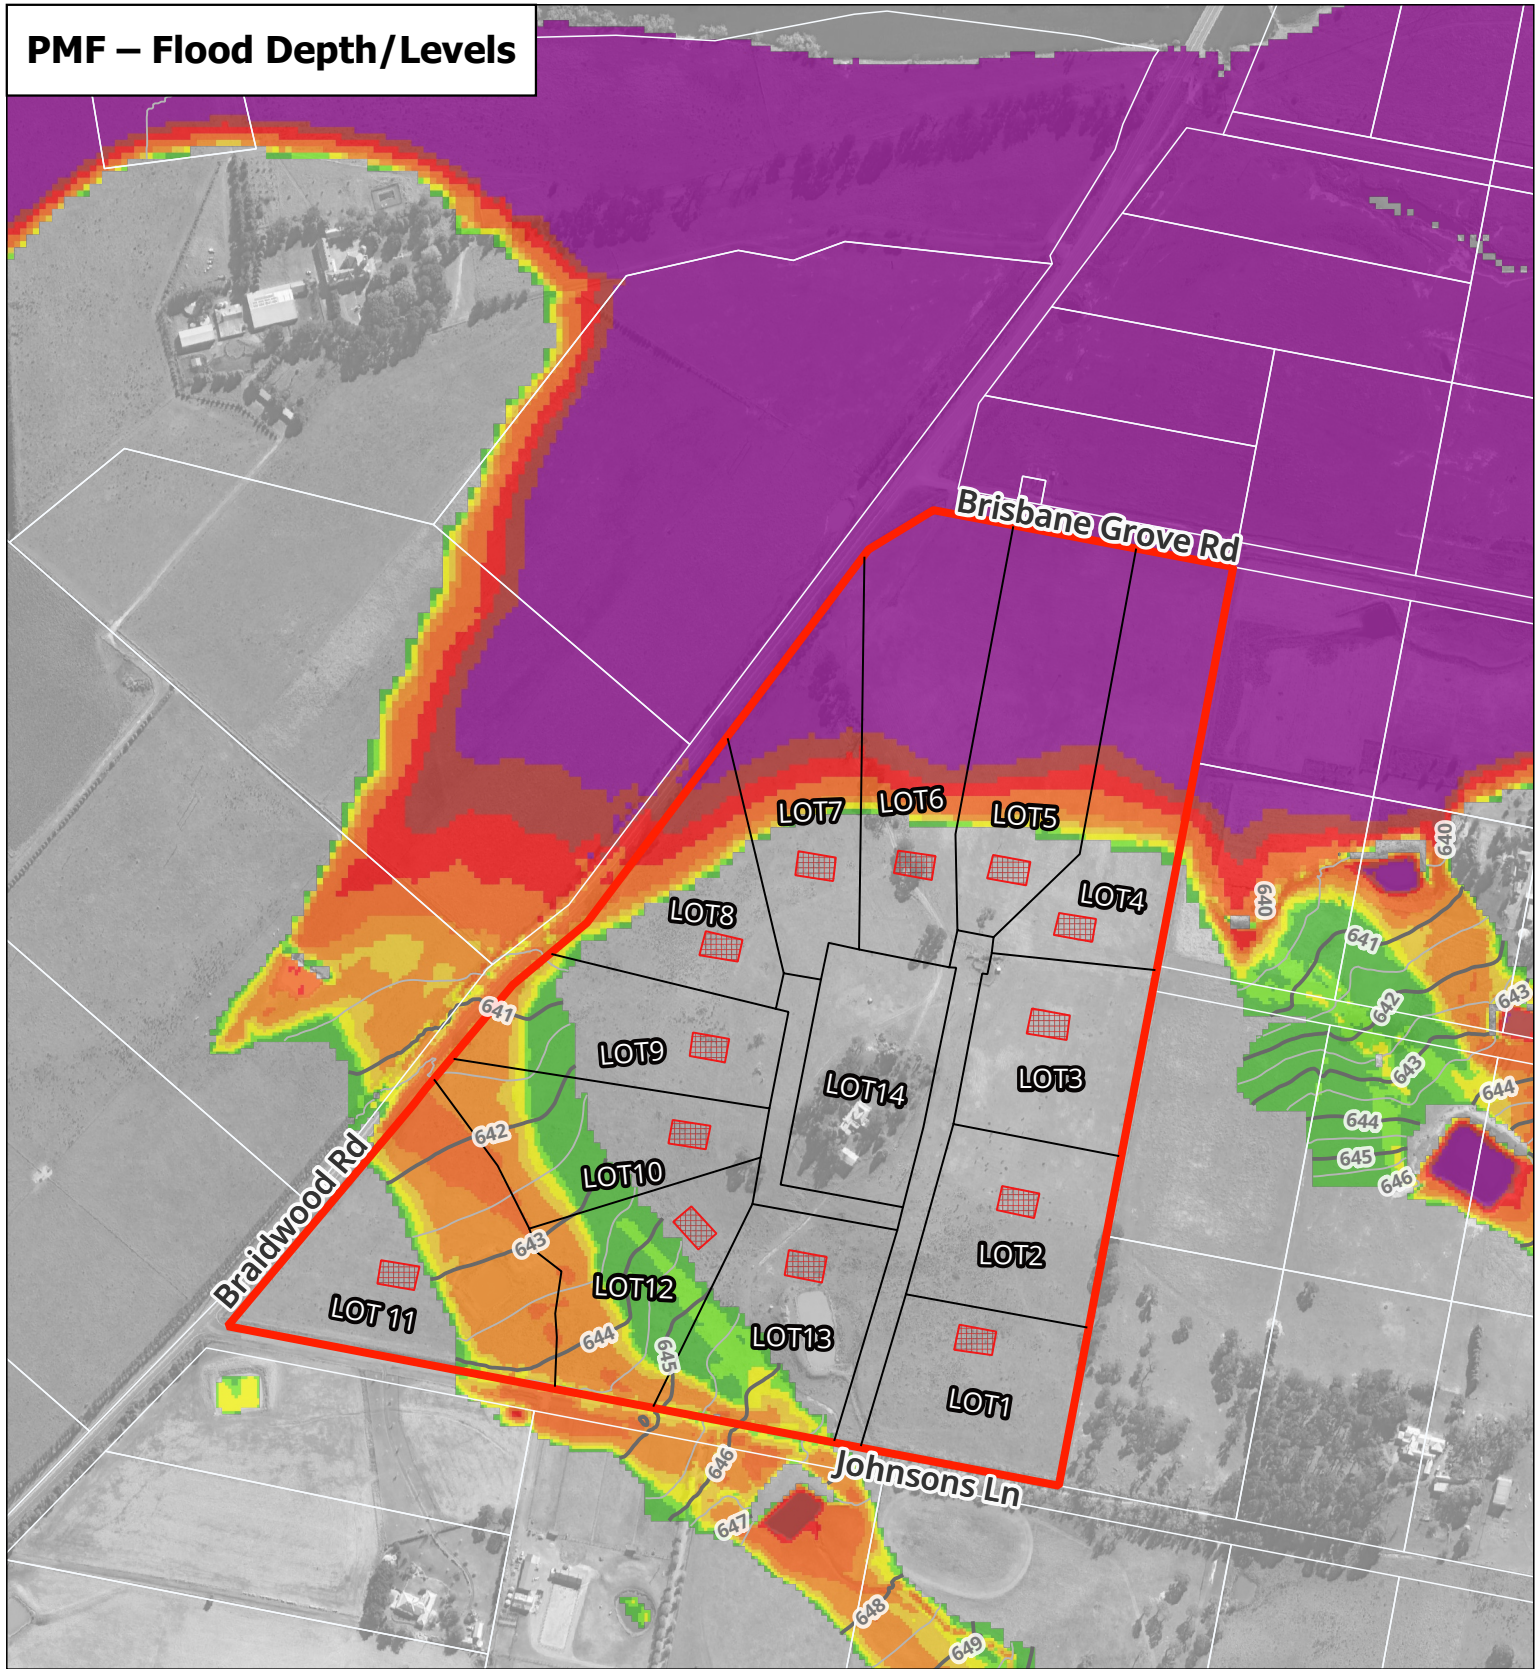 PMF – Flood Depth/Levels
Brisbane Grove Rd
LOT7
LOT6
LOT5
LOT4
LOT8
640
640
641
642
643
643
644
644
645
646
641
LOT9
LOT14
LOT3
642
LOT10
Braidwood Rd
643
LOT12
LOT2
LOT 11
644
645
LOT13
LOT1
646
Johnsons Ln
647
648
649